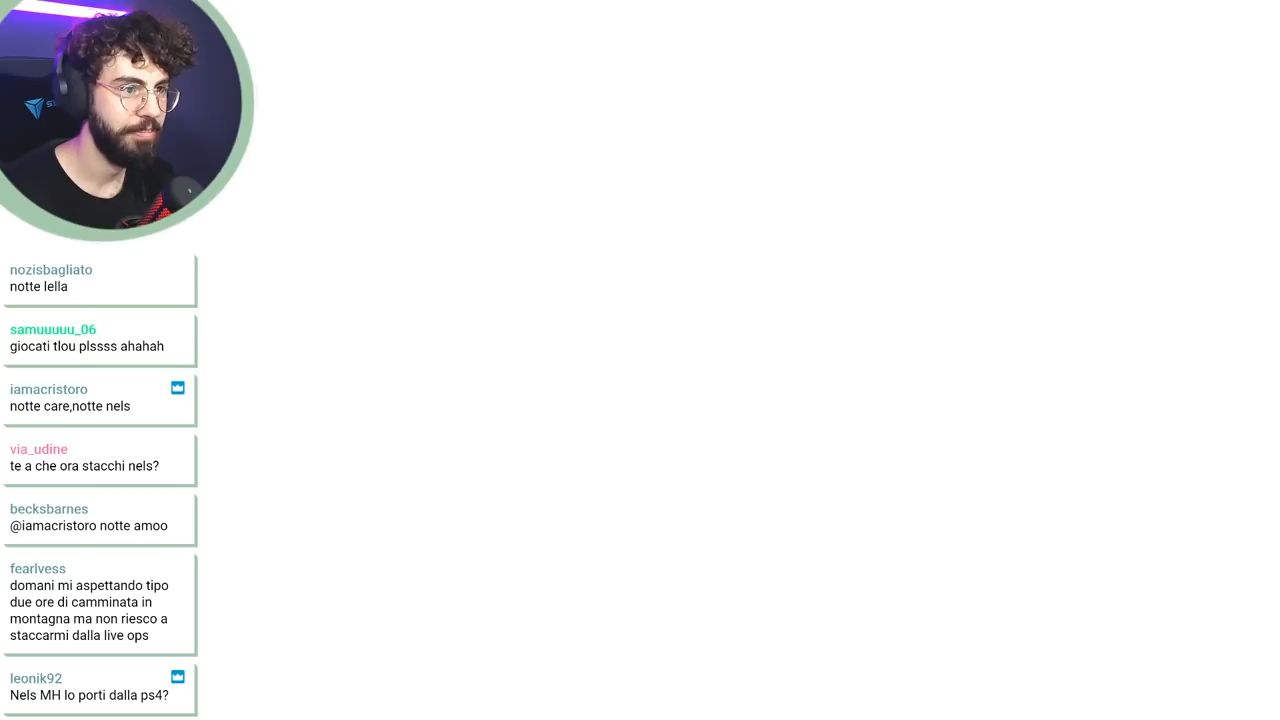 nozisbagliato
notte lella
samuuuuu_06
giocati tlou plssss ahahah
iamacristoro
notte care,notte nels
via_udine
te a che ora stacchi nels?
becksbarnes
@iamacristoro notte amoo
fearlvess
domani mi aspettando tipo
due ore di camminata in
montagna ma non riesco a
staccarmi dalla live ops
leonik92
Nels MH lo porti dalla ps4?